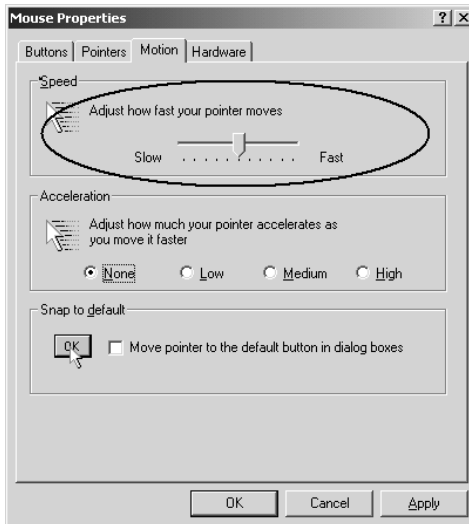 Mouse Properties
? x
Buttons Pointers Motion Hardware
Speed
Adjust how fast your pointer moves
Slow Fast
Acceleration
Adjust how much your pointer accelerates as
you move it faster
None Low Medium High
Snap to default
OK Move pointer to the default button in dialog boxes
OK Cancel Apply